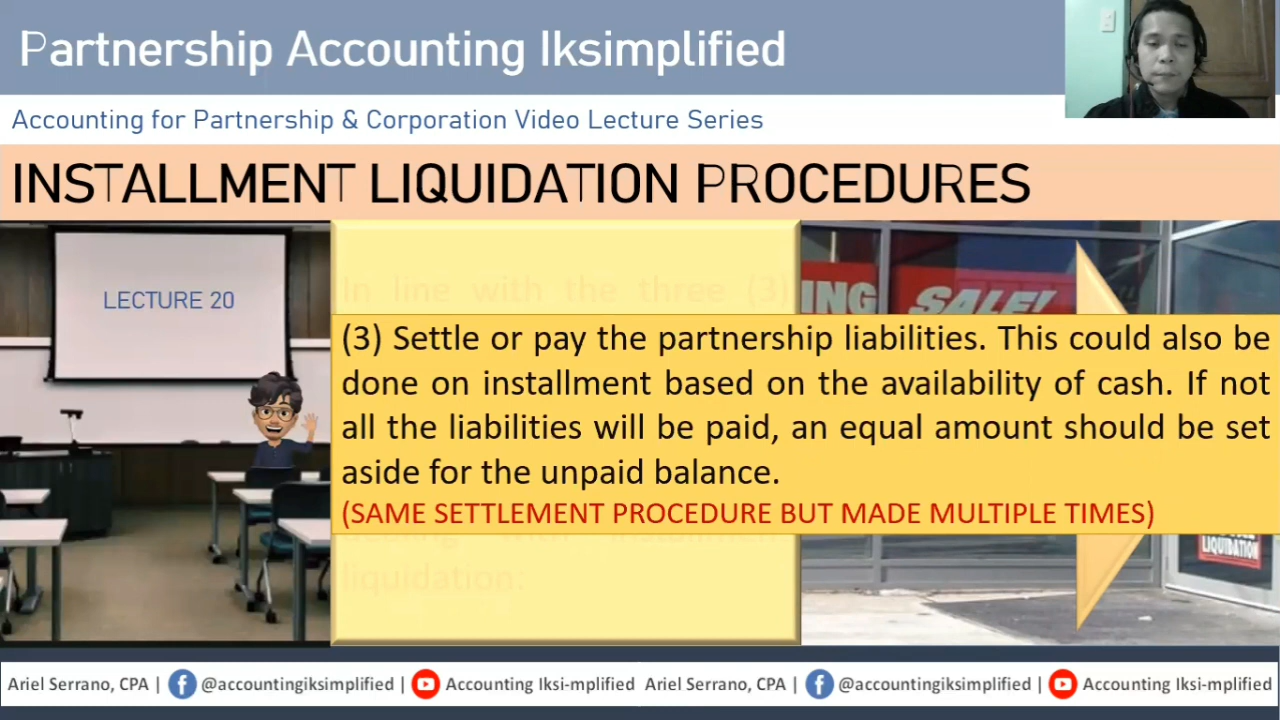 Partnership Accounting Iksimplified
Accounting for Partnership & Corporation Video Lecture Series
INSTALLMENT LIQUIDATION PROCEDURES
LECTURE 20
In line with the three (3)
ING SALE!
(3) Settle or pay the partnership liabilities. This could also be
done on installment based on the availability of cash. If not
all the liabilities will be paid, an equal amount should be set
aside for the unpaid balance.
(SAME SETTLEMENT PROCEDURE BUT MADE MULTIPLE TIMES)
liquidation:
LIQUIDATION
Ariel Serrano, CPA | @accountingiksimplified | Accounting Iksi-mplified Ariel Serrano, CPA | @accountingiksimplified | Accounting Iksi-mplified